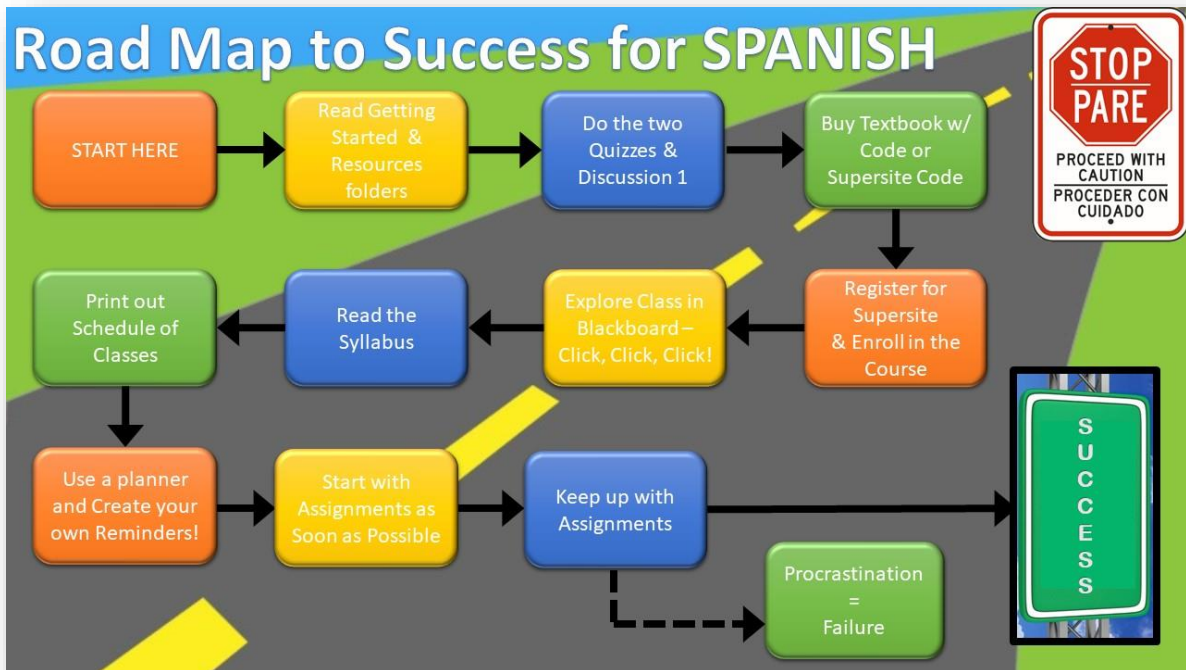 Road Map to Success for SPANISH
STOP
PARE
PROCEED WITH
CAUTION
PROCEDER CON
CUIDADO
START HERE
Read Getting
Started &
Resources
folders
Do the two
Quizzes &
Discussion 1
Buy Textbook w/
Code or
Supersite Code
Register for
Supersite
& Enroll in the
Course
Explore Class in
Blackboard –
Click, Click, Click!
Read the
Syllabus
Print out
Schedule of
Classes
Use a planner
and Create your
own Reminders!
Start with
Assignments as
Soon as Possible
Keep up with
Assignments
SUCCESS
Procrastination
=
Failure